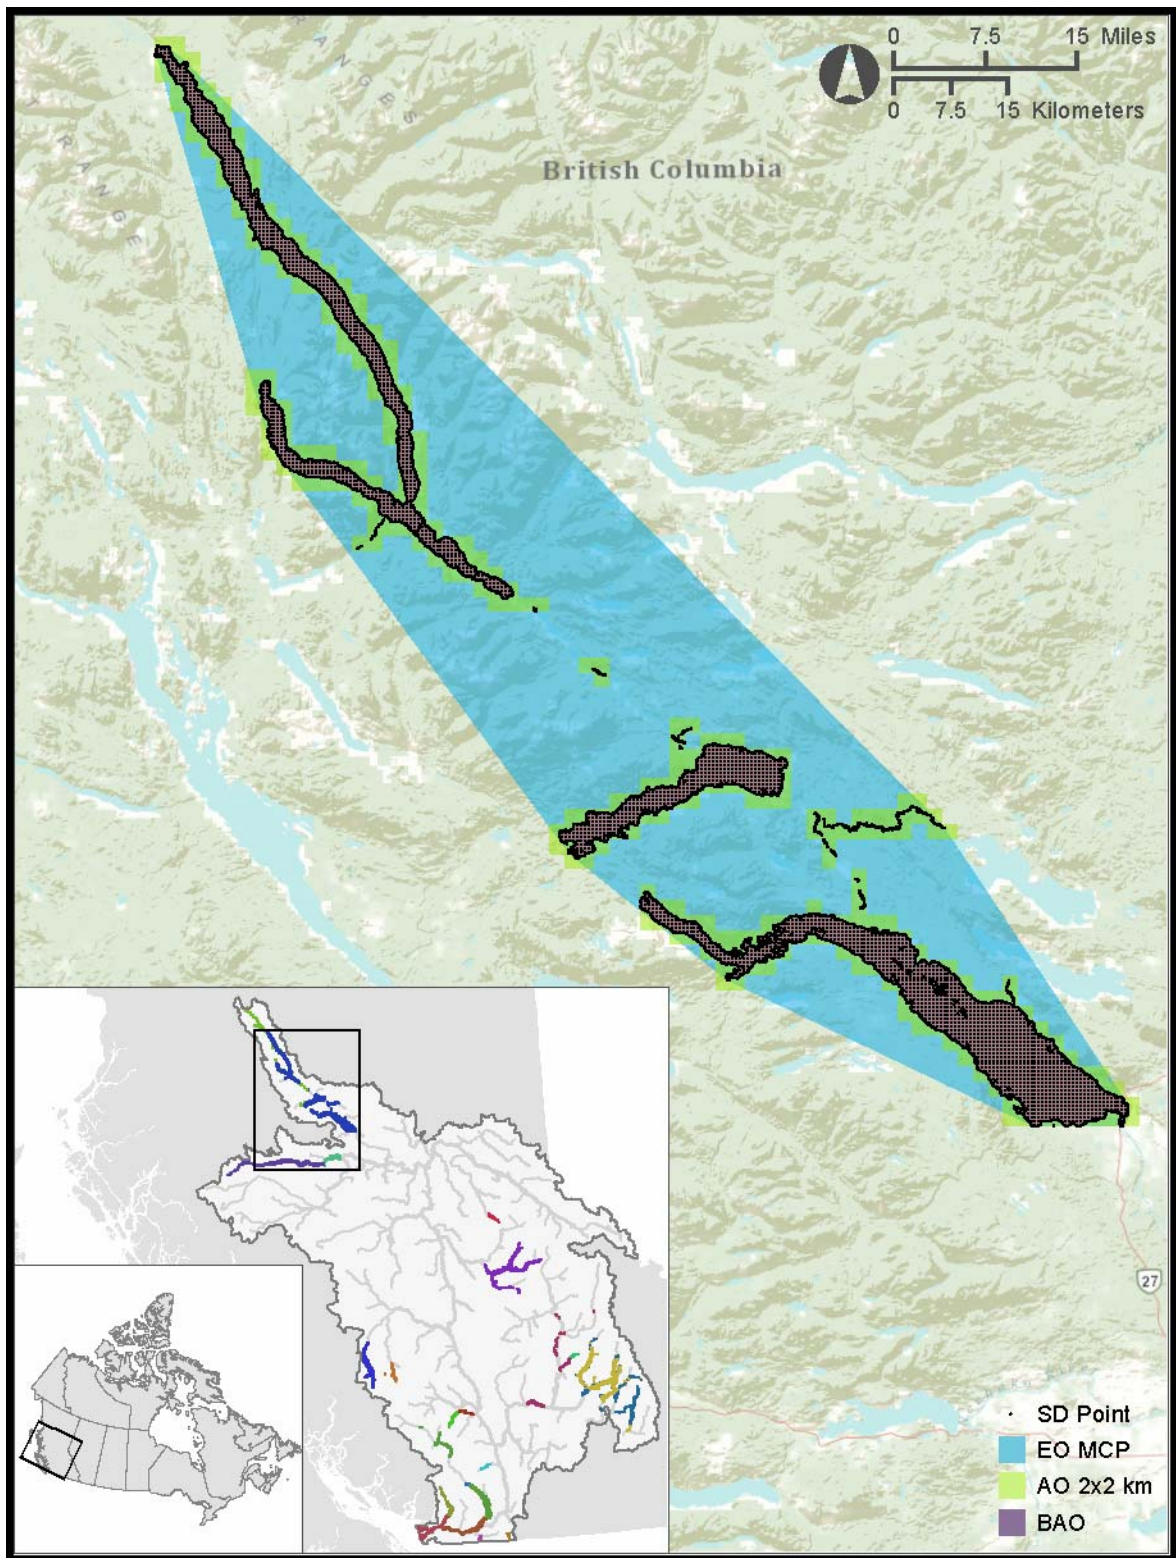 0 7.5 15 Miles
0 7.5 15 Kilometers
RANGES
RANGE
British Columbia
27
SD Point
EO MCP
AO 2x2 km
BAO